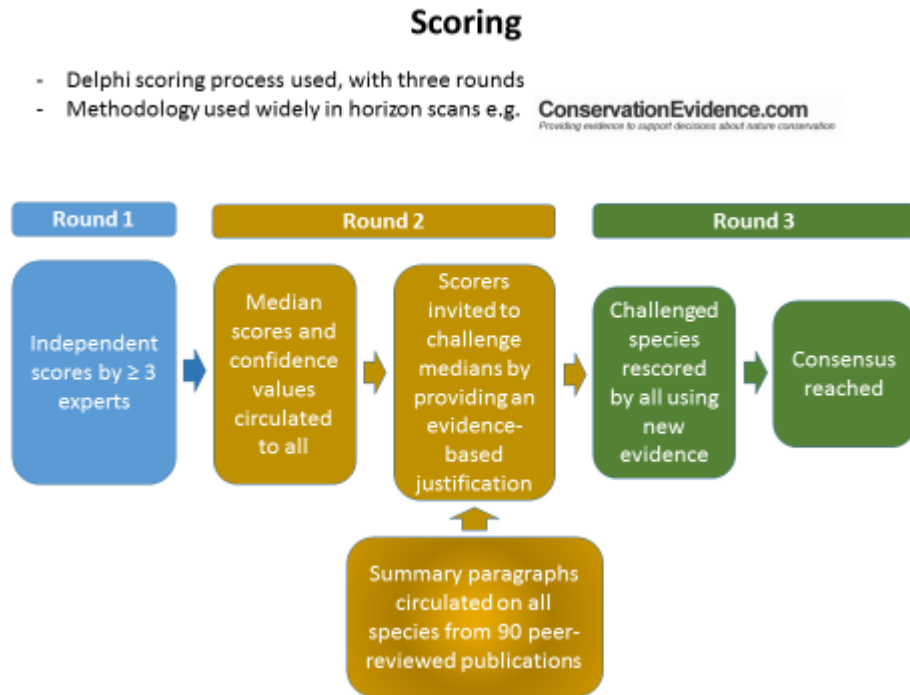 Scoring
- Delphi scoring process used, with three rounds
- Methodology used widely in horizon scans e.g. ConservationEvidence.com
Providing evidence to support decisions about nature conservation
Round 1
Round 2
Round 3
Independent
scores by ≥ 3
experts
Median
scores and
confidence
values
circulated
to all
Scorers
invited to
challenge
medians by
providing an
evidence-
based
justification
Challenged
species
rescored
by all using
new
evidence
Consensus
reached
Summary paragraphs
circulated on all
species from 90 peer-
reviewed publications